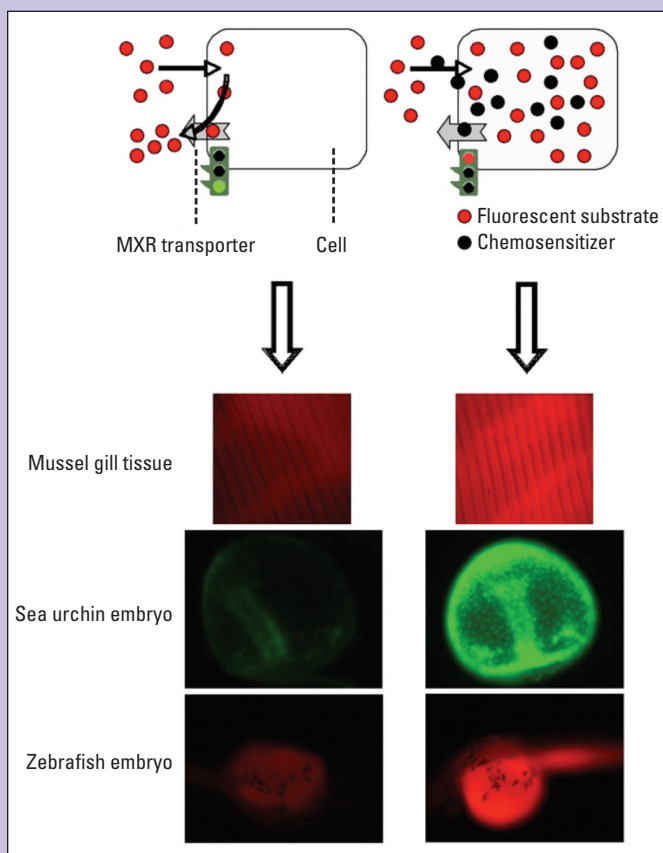 MXR transporter
Cell
Fluorescent substrate
Chemosensitizer
Mussel gill tissue
Sea urchin embryo
Zebrafish embryo